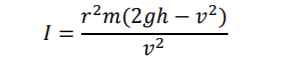 I = r²m(2gh − v²) / v²